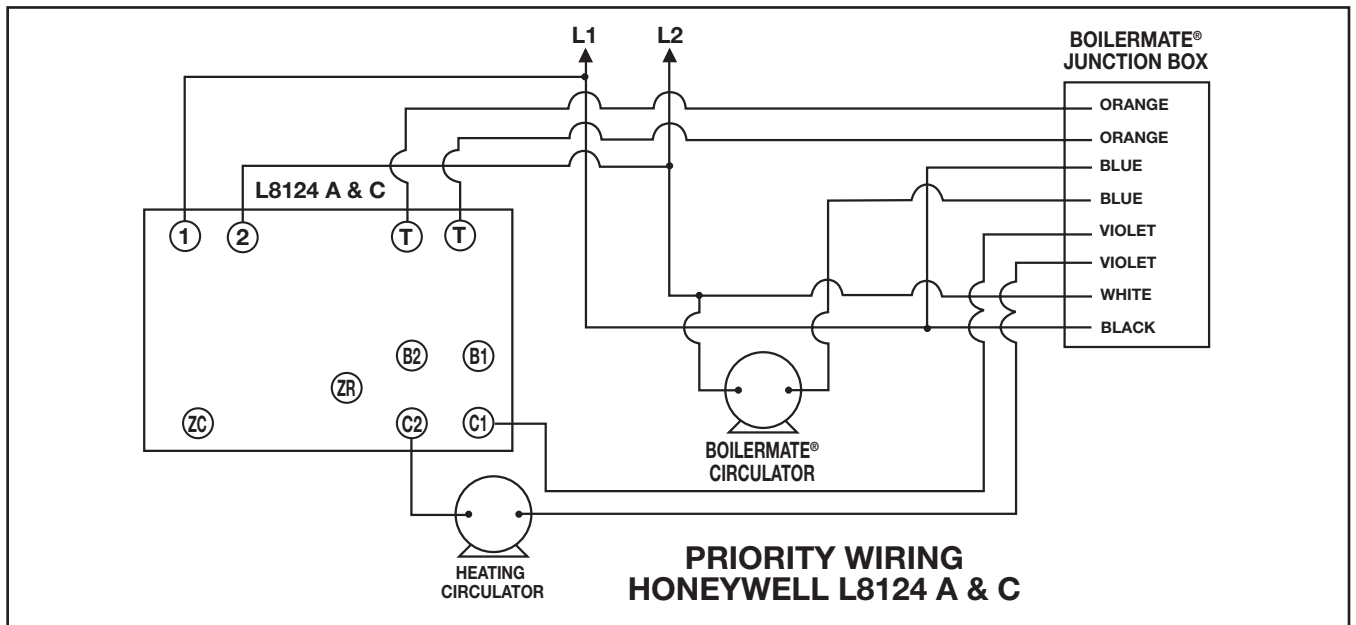 L1
L2
BOILERMATE®
JUNCTION BOX
ORANGE
ORANGE
BLUE
BLUE
VIOLET
VIOLET
WHITE
BLACK
L8124 A & C
1
2
T
T
B2
B1
ZR
ZC
C2
C1
BOILERMATE®
CIRCULATOR
HEATING
CIRCULATOR
PRIORITY WIRING
HONEYWELL L8124 A & C